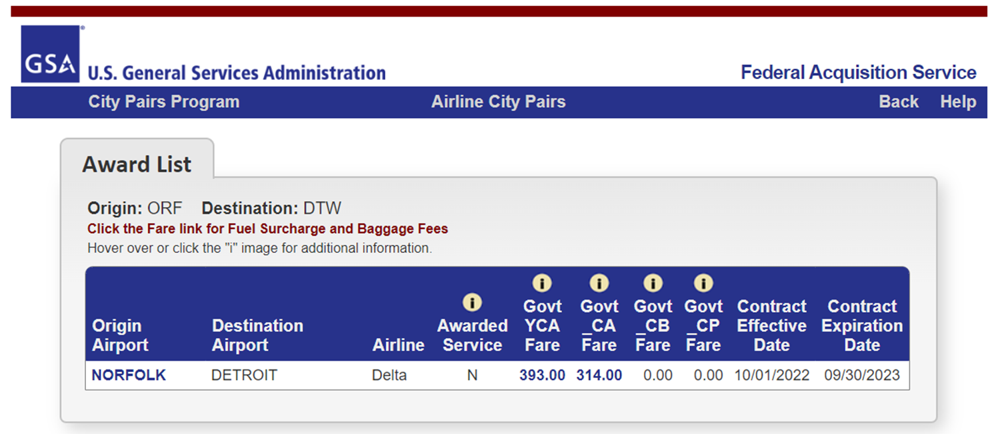 GSA
U.S. General Services Administration
Federal Acquisition Service
City Pairs Program Airline City Pairs Back Help
Award List
Origin: ORF Destination: DTW
Click the Fare link for Fuel Surcharge and Baggage Fees
Hover over or click the "i" image for additional information.
Origin Airport
Destination Airport
Airline
i Awarded Service
i Govt YCA Fare
i Govt _CA Fare
i Govt _CB Fare
i Govt _CP Fare
Contract Effective Date
Contract Expiration Date
NORFOLK DETROIT Delta N 393.00 314.00 0.00 0.00 10/01/2022 09/30/2023